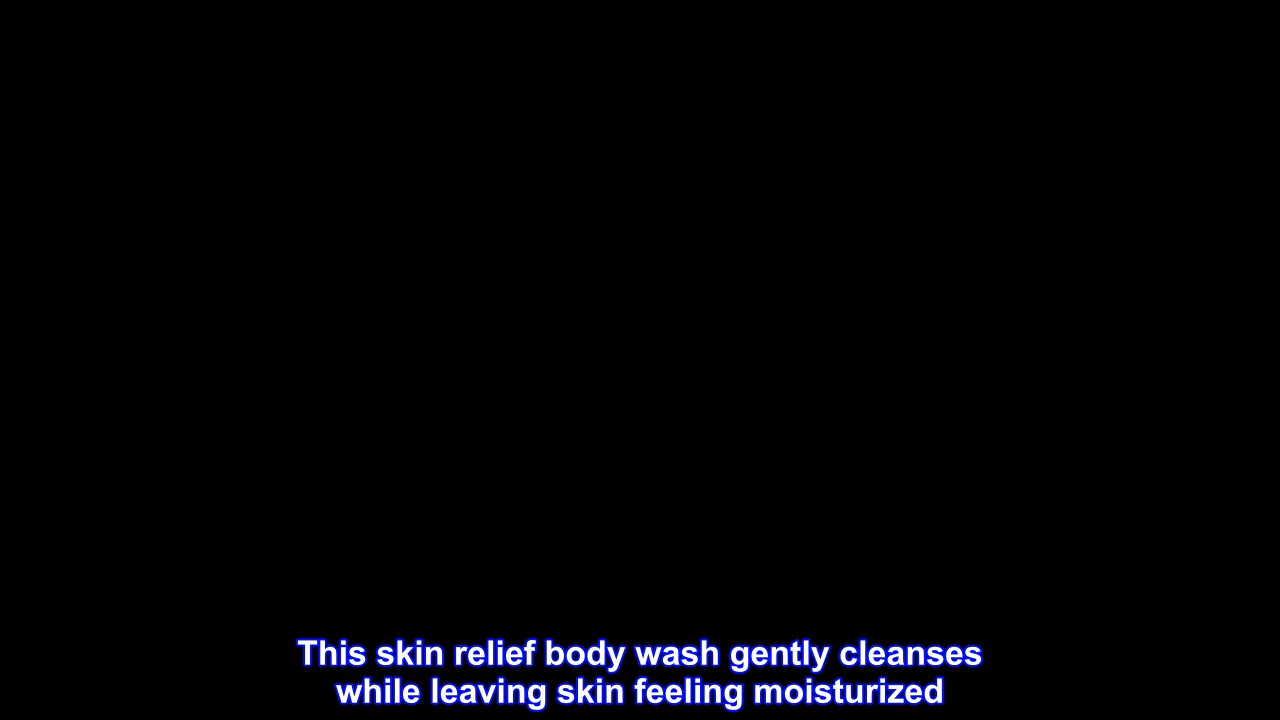 This skin relief body wash gently cleanses
while leaving skin feeling moisturized